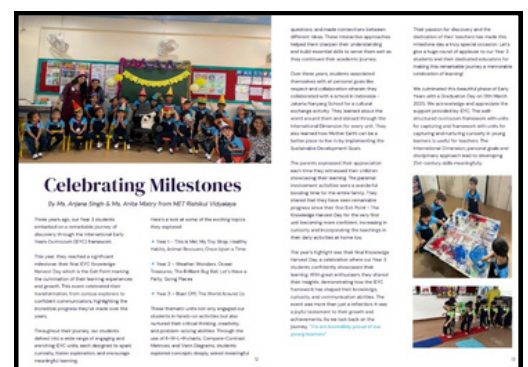 Celebrating Milestones
By Ms. Anjana Singh & Ms. Anita Mistry from MET Rishikul Vidyalaya
Three years ago, our Year 3 students
embarked on a remarkable journey of
discovery through the International Early
Years Curriculum (IEYC) framework.
This year, they reached a significant
milestone: their final IEYC Knowledge
Harvest Day which is the Exit Point marking
the culmination of their learning experiences
and growth. This event celebrated their
transformation, from curious explorers to
confident communicators, highlighting the
incredible progress they've made over the
years.
Throughout their journey, our students
delved into a wide range of engaging and
enriching IEYC units, each designed to spark
curiosity, foster exploration, and encourage
meaningful learning.
Here's a look at some of the exciting topics
they explored:
Year 1 - This is Me!, My Toy Shop, Healthy
Habits, Animal Rescuers, Once Upon a Time
Year 2 - Weather Wonders, Ocean
Treasures, The Brilliant Bug Ball, Let's Have a
Party, Going Places
Year 3 - Blast Off!, The World Around Us
These thematic units not only engaged our
students in hands-on activities but also
nurtured their critical thinking, creativity,
and problem-solving abilities. Through the
use of K-W-L-H charts, Compare-Contrast
Matrices, and Venn Diagrams, students
explored concepts deeply, asked meaningful
12
questions, and made connections between
different ideas. These interactive approaches
helped them sharpen their understanding
and build essential skills to serve them well as
they continued their academic journey.
Over three years, students associated
themselves with all personal goals like
respect and collaboration wherein they
collaborated with a school in Indonesia -
Jakarta Nanyang School for a cultural
exchange activity. They learned about the
world around them and abroad through the
International Dimension for every unit. They
also learned how Mother Earth can be a
better place to live in by implementing the
Sustainable Development Goals.
The parents expressed their appreciation
each time they witnessed their children
showcasing their learning. The parental
involvement activities were a wonderful
bonding time for the entire family. They
shared that they have seen remarkable
progress since their first Exit Point - The
Knowledge Harvest Day for the very first
unit becoming more confident, increasing in
curiosity and incorporating the teachings in
their daily activities at home too.
The year's highlight was their final Knowledge
Harvest Day, a celebration where our Year 3
students confidently showcased their
learning. With great enthusiasm, they shared
their insights, demonstrating how the IEYC
framework has shaped their knowledge,
curiosity, and communication abilities. The
event was more than just a reflection; it was
a joyful testament to their growth and
achievements. As we look back on the
journey, "I'm are incredibly proud of our
young learners!"
Their passion for discovery and the
dedication of their teachers has made this
milestone day a truly special occasion. Let's
give a huge round of applause to our Year 3
students and their dedicated educators for
making this remarkable journey a memorable
celebration of learning!
We culminated this beautiful phase of Early
Years with a Graduation Day on 13th March
2025. We acknowledge and appreciate the
support provided by IEYC. The well-
structured curriculum framework with units
for capturing and nurturing curiosity in young
learners is useful for teachers. The
International Dimension, personal goals and
disciplinary approach lead to developing
21st-century skills meaningfully.
13